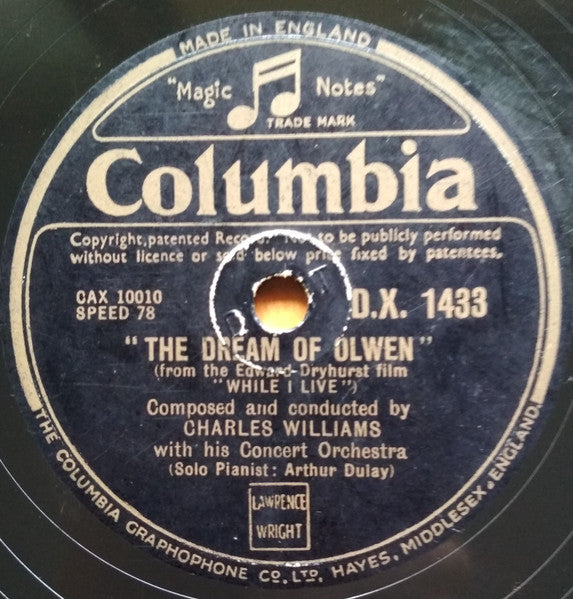 MADE IN ENGLAND
"Magic Notes"
TRADE MARK
Columbia
Copyright, patented Record. Not to be publicly performed
without licence or sold below price fixed by patentees.
CAX 10010
SPEED 78
D.X. 1433
"THE DREAM OF OLWEN"
(from the Edward Dryhurst film
"WHILE I LIVE")
Composed and conducted by
CHARLES WILLIAMS
with his Concert Orchestra
(Solo Pianist: Arthur Dulay)
LAWRENCE
WRIGHT
THE COLUMBIA GRAPHOPHONE CO. LTD. HAYES, MIDDLESEX, ENGLAND.